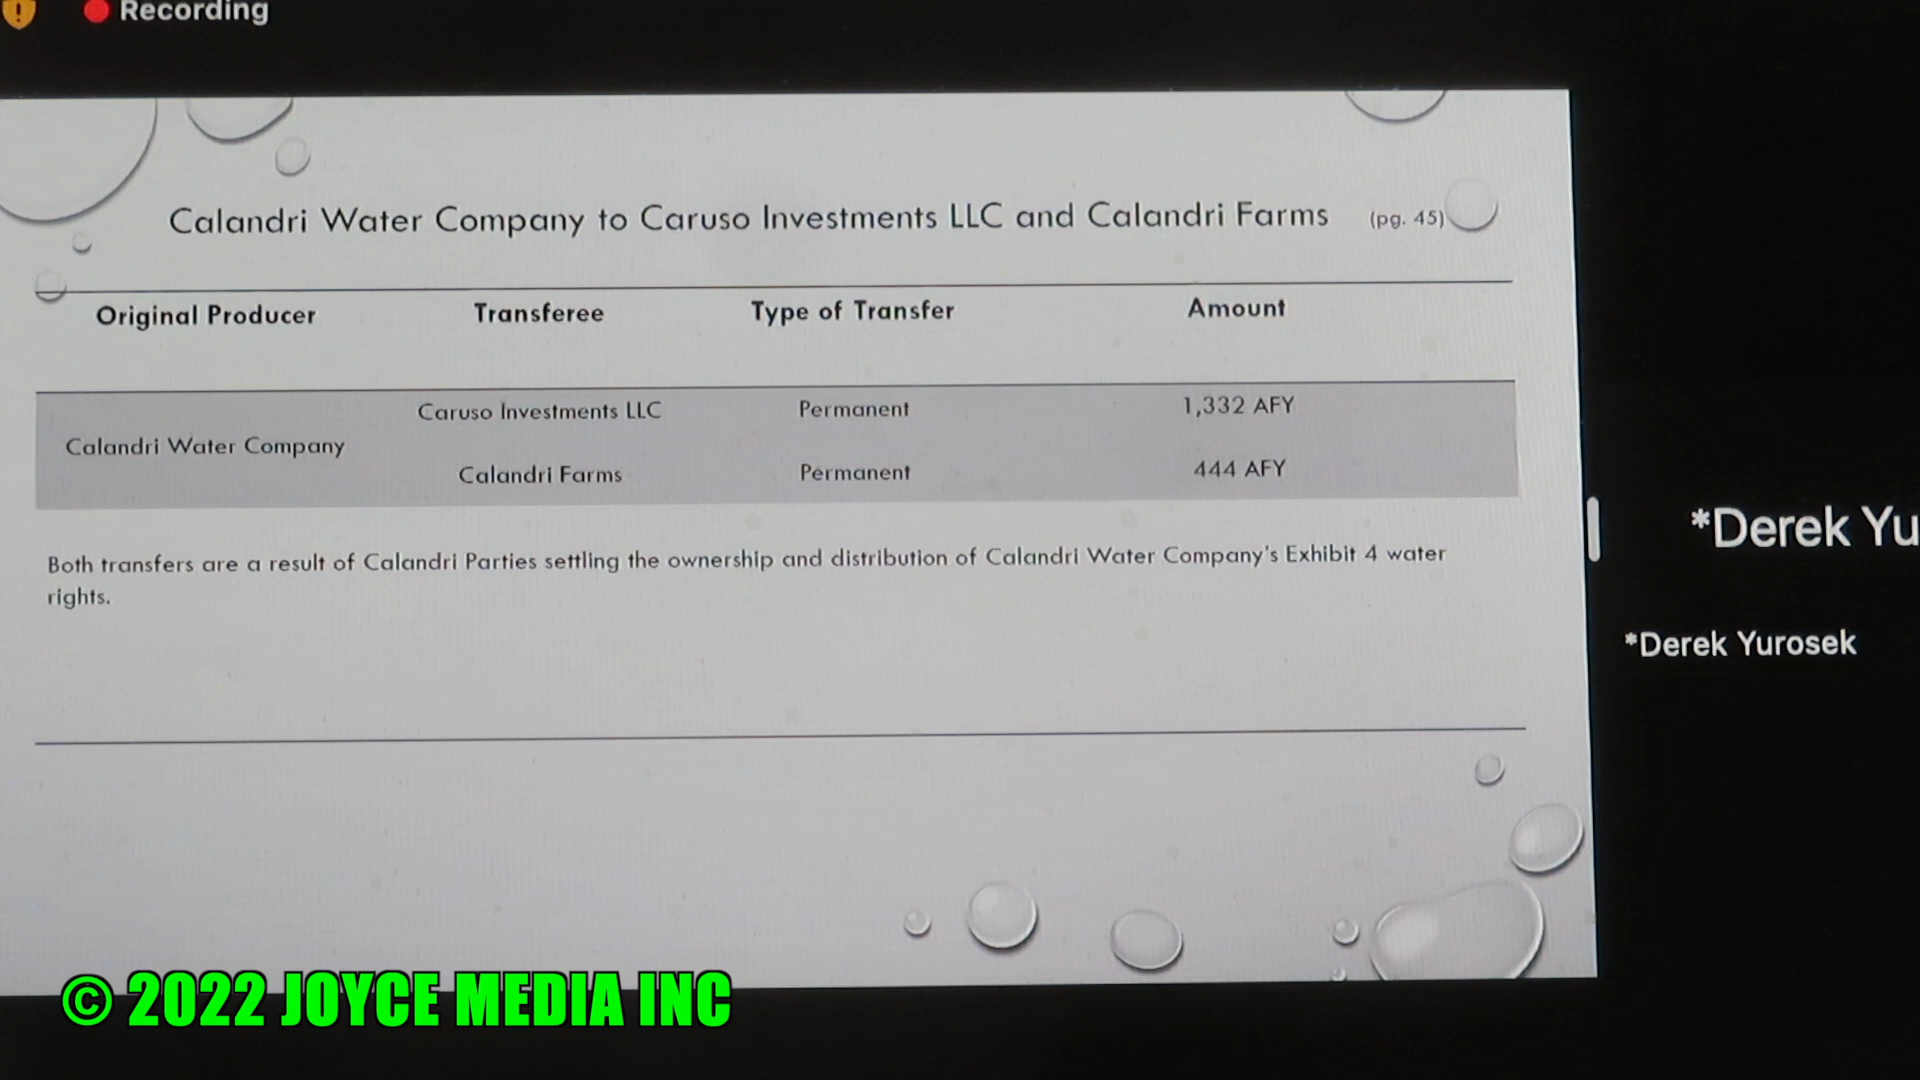 Recording
Calandri Water Company to Caruso Investments LLC and Calandri Farms (pg. 45)
Original Producer Transferee Type of Transfer Amount
Caruso Investments LLC Permanent 1,332 AFY
Calandri Water Company
Calandri Farms Permanent 444 AFY
*Derek Yu
Both transfers are a result of Calandri Parties settling the ownership and distribution of Calandri Water Company's Exhibit 4 water
rights.
*Derek Yurosek
© 2022 JOYCE MEDIA INC